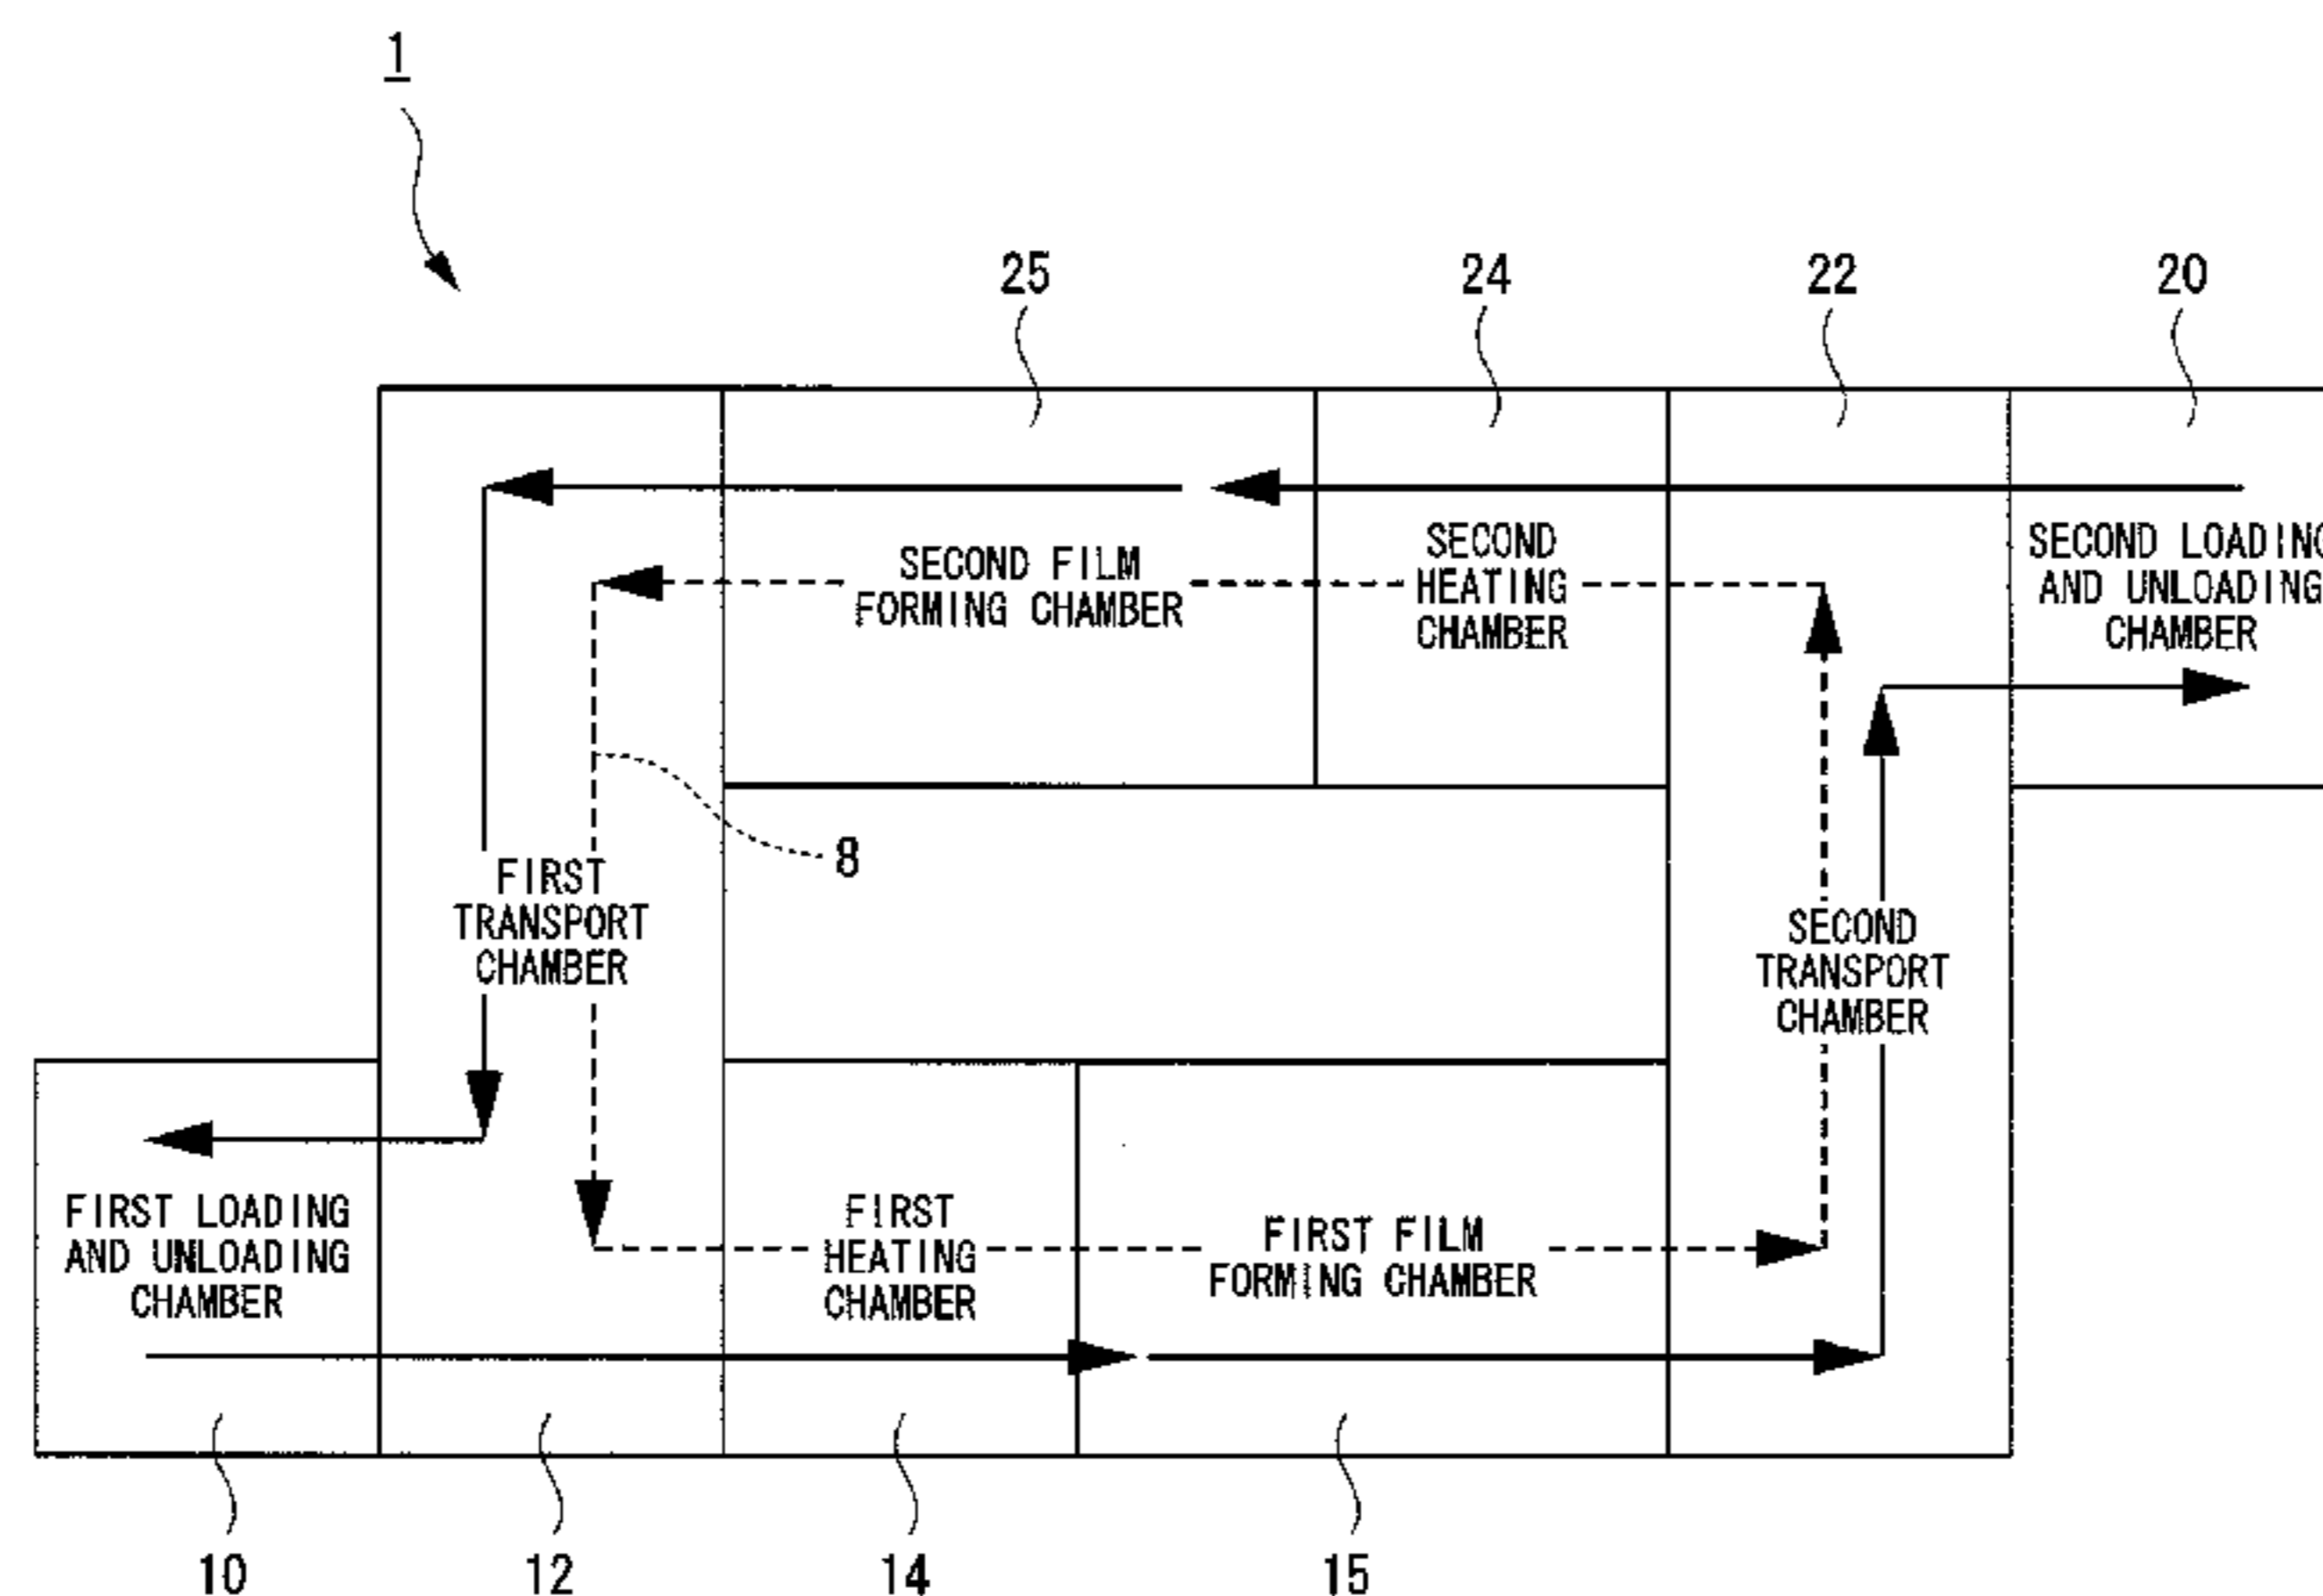 1
25
24
22
20
SECOND FILM
FORMING CHAMBER
SECOND
HEATING
CHAMBER
SECOND LOADING
AND UNLOADING
CHAMBER
8
FIRST
TRANSPORT
CHAMBER
SECOND
TRANSPORT
CHAMBER
FIRST LOADING
AND UNLOADING
CHAMBER
FIRST
HEATING
CHAMBER
FIRST FILM
FORMING CHAMBER
10
12
14
15